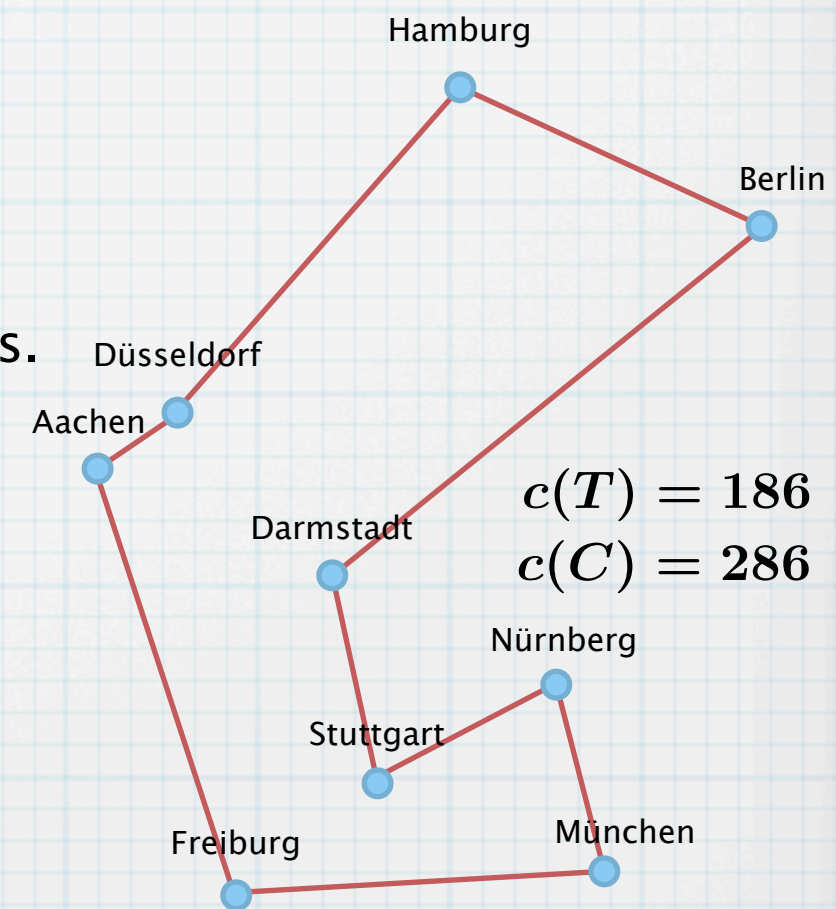 Hamburg
Berlin
s.
Düsseldorf
Aachen
c(T) = 186
Darmstadt
c(C) = 286
Nürnberg
Stuttgart
München
Freiburg